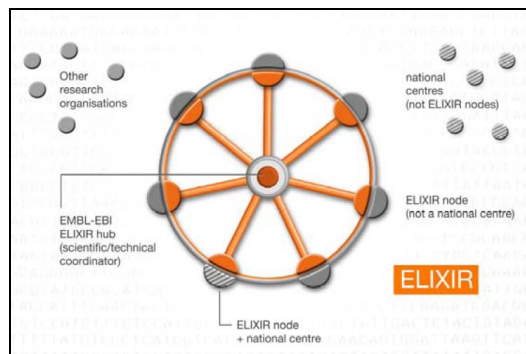 Other
research
organisations
national
centres
(not ELIXIR nodes)
EMBL-EBI
ELIXIR hub
(scientific/technical
coordinator)
ELIXIR node
(not a national centre)
ELIXIR
ELIXIR node
+ national centre